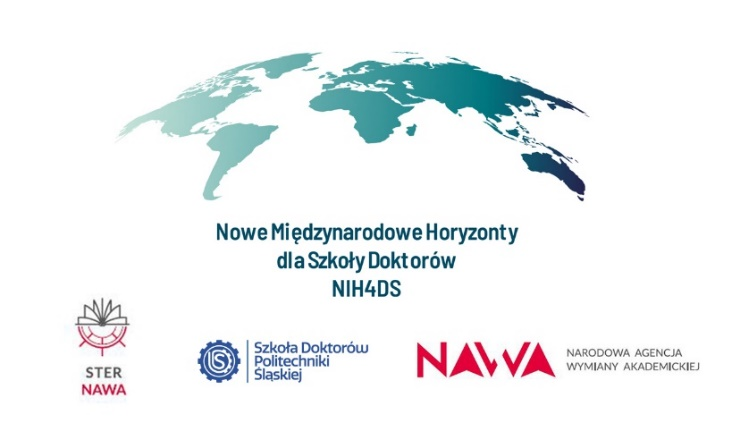 Nowe Międzynarodowe Horyzonty
dla Szkoły Doktorów
NIH4DS
STER
NAWA
Szkoła Doktorów
Politechniki
Śląskiej
NAWA
NARODOWA AGENCJA
WYMIANY AKADEMICKIEJ